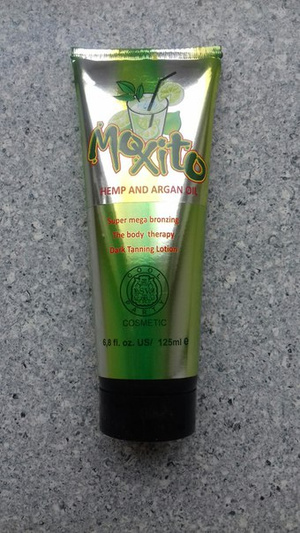 Moxito
HEMP AND ARGAN OIL
Super mega bronzing
The body therapy
Dark Tanning Lotion
COSMETIC
6,8 fl. oz. US/ 125ml e